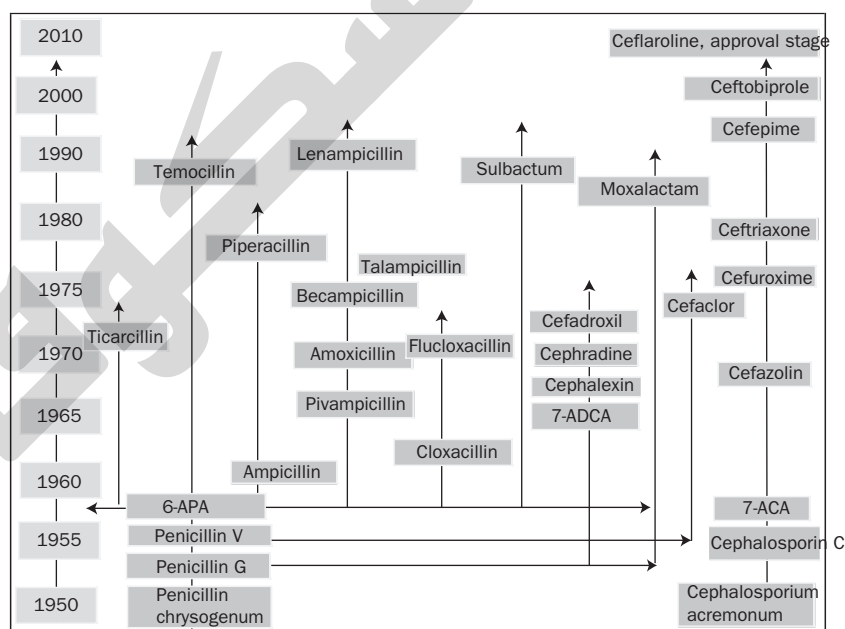 2010
Ceflaroline, approval stage
2000
Ceftobiprole
Cefepime
1990
Lenampicillin
Temocillin
Sulbactum
Moxalactam
1980
Ceftriaxone
Piperacillin
Talampicillin
Cefuroxime
1975
Becampicillin
Cefaclor
Cefadroxil
Ticarcillin
Flucloxacillin
1970
Amoxicillin
Cephradine
Cefazolin
Cephalexin
Pivampicillin
1965
7-ADCA
Cloxacillin
Ampicillin
1960
6-APA
7-ACA
Penicillin V
1955
Cephalosporin C
Penicillin G
1950
Penicillin
chrysogenum
Cephalosporium
acremonum